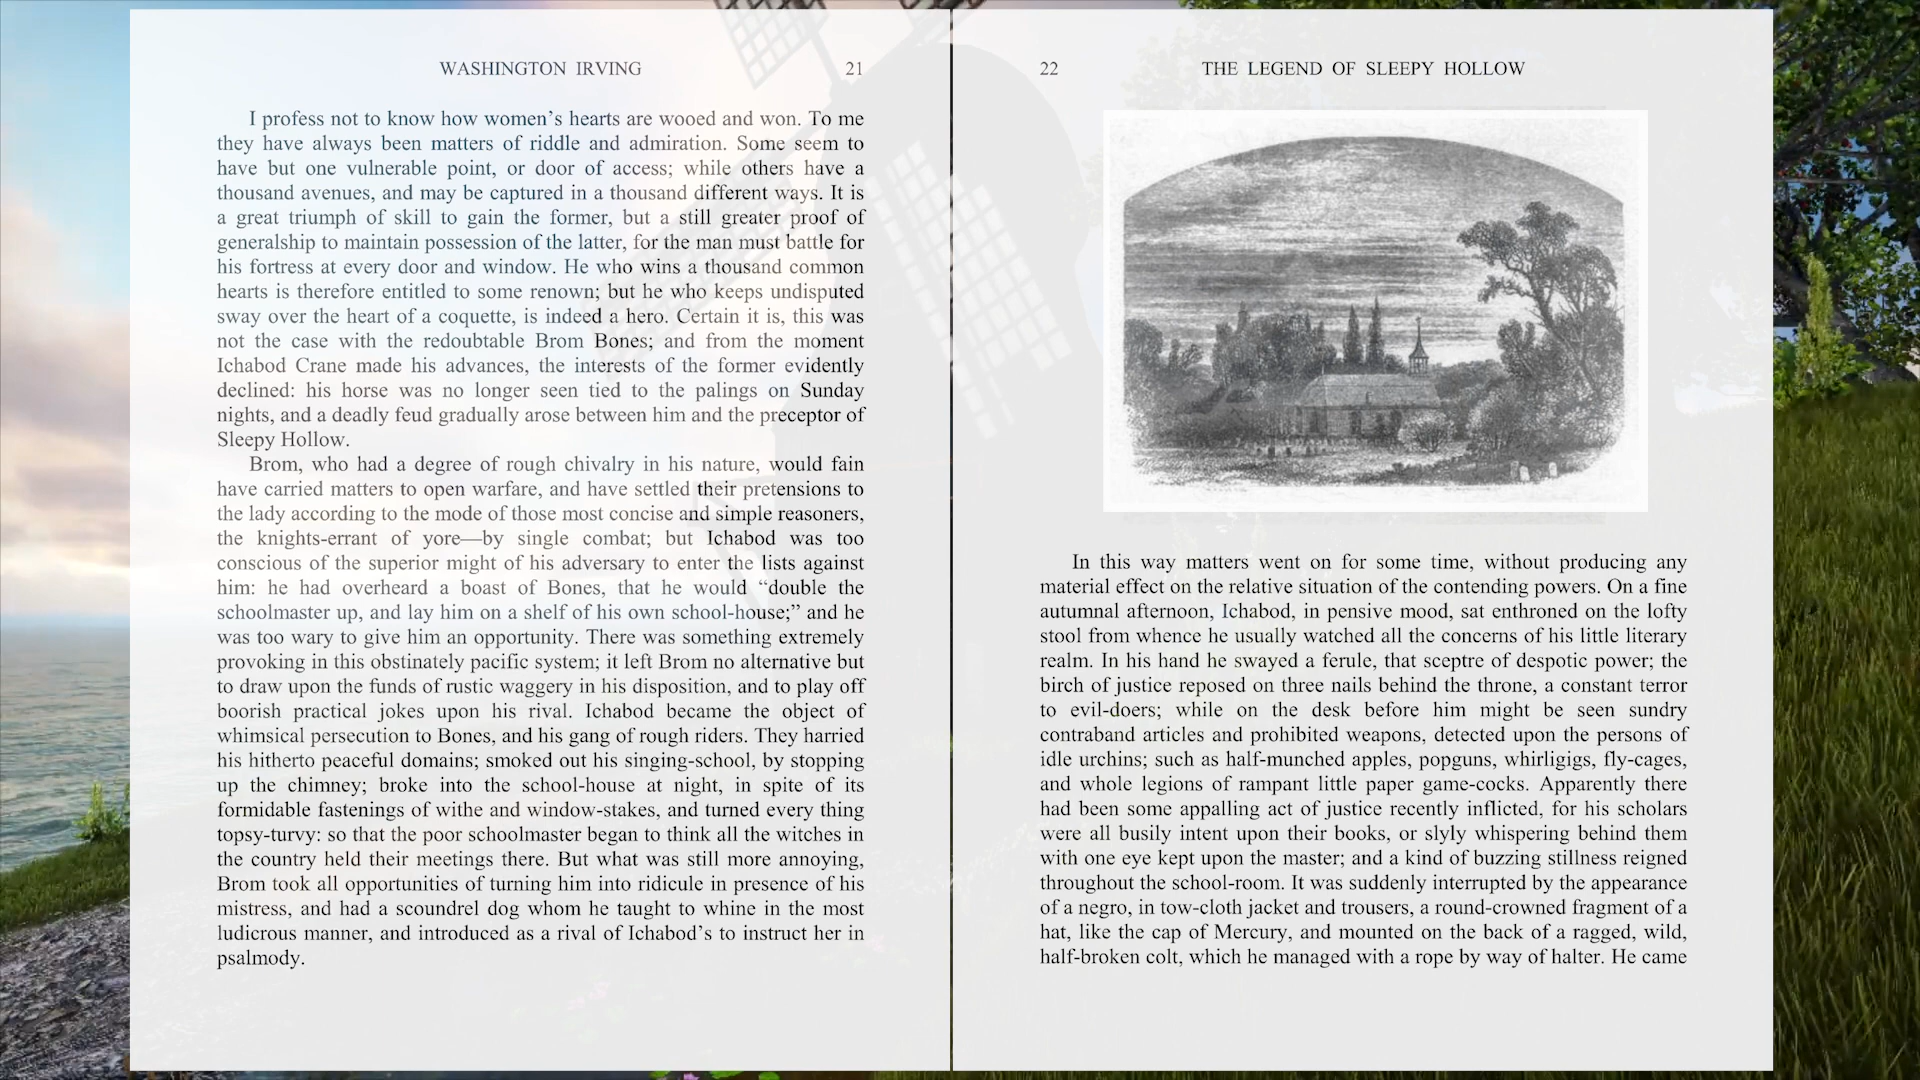 WASHINGTON IRVING 21
I profess not to know how women’s hearts are wooed and won. To me
they have always been matters of riddle and admiration. Some seem to
have but one vulnerable point, or door of access; while others have a
thousand avenues, and may be captured in a thousand different ways. It is
a great triumph of skill to gain the former, but a still greater proof of
generalship to maintain possession of the latter, for the man must battle for
his fortress at every door and window. He who wins a thousand common
hearts is therefore entitled to some renown; but he who keeps undisputed
sway over the heart of a coquette, is indeed a hero. Certain it is, this was
not the case with the redoubtable Brom Bones; and from the moment
Ichabod Crane made his advances, the interests of the former evidently
declined: his horse was no longer seen tied to the palings on Sunday
nights, and a deadly feud gradually arose between him and the preceptor of
Sleepy Hollow.
Brom, who had a degree of rough chivalry in his nature, would fain
have carried matters to open warfare, and have settled their pretensions to
the lady according to the mode of those most concise and simple reasoners,
the knights-errant of yore—by single combat; but Ichabod was too
conscious of the superior might of his adversary to enter the lists against
him: he had overheard a boast of Bones, that he would “double the
schoolmaster up, and lay him on a shelf of his own school-house;” and he
was too wary to give him an opportunity. There was something extremely
provoking in this obstinately pacific system; it left Brom no alternative but
to draw upon the funds of rustic waggery in his disposition, and to play off
boorish practical jokes upon his rival. Ichabod became the object of
whimsical persecution to Bones, and his gang of rough riders. They harried
his hitherto peaceful domains; smoked out his singing-school, by stopping
up the chimney; broke into the school-house at night, in spite of its
formidable fastenings of withe and window-stakes, and turned every thing
topsy-turvy: so that the poor schoolmaster began to think all the witches in
the country held their meetings there. But what was still more annoying,
Brom took all opportunities of turning him into ridicule in presence of his
mistress, and had a scoundrel dog whom he taught to whine in the most
ludicrous manner, and introduced as a rival of Ichabod’s to instruct her in
psalmody.
22 THE LEGEND OF SLEEPY HOLLOW
In this way matters went on for some time, without producing any
material effect on the relative situation of the contending powers. On a fine
autumnal afternoon, Ichabod, in pensive mood, sat enthroned on the lofty
stool from whence he usually watched all the concerns of his little literary
realm. In his hand he swayed a ferule, that sceptre of despotic power; the
birch of justice reposed on three nails behind the throne, a constant terror
to evil-doers; while on the desk before him might be seen sundry
contraband articles and prohibited weapons, detected upon the persons of
idle urchins; such as half-munched apples, popguns, whirligigs, fly-cages,
and whole legions of rampant little paper game-cocks. Apparently there
had been some appalling act of justice recently inflicted, for his scholars
were all busily intent upon their books, or slyly whispering behind them
with one eye kept upon the master; and a kind of buzzing stillness reigned
throughout the school-room. It was suddenly interrupted by the appearance
of a negro, in tow-cloth jacket and trousers, a round-crowned fragment of a
hat, like the cap of Mercury, and mounted on the back of a ragged, wild,
half-broken colt, which he managed with a rope by way of halter. He came